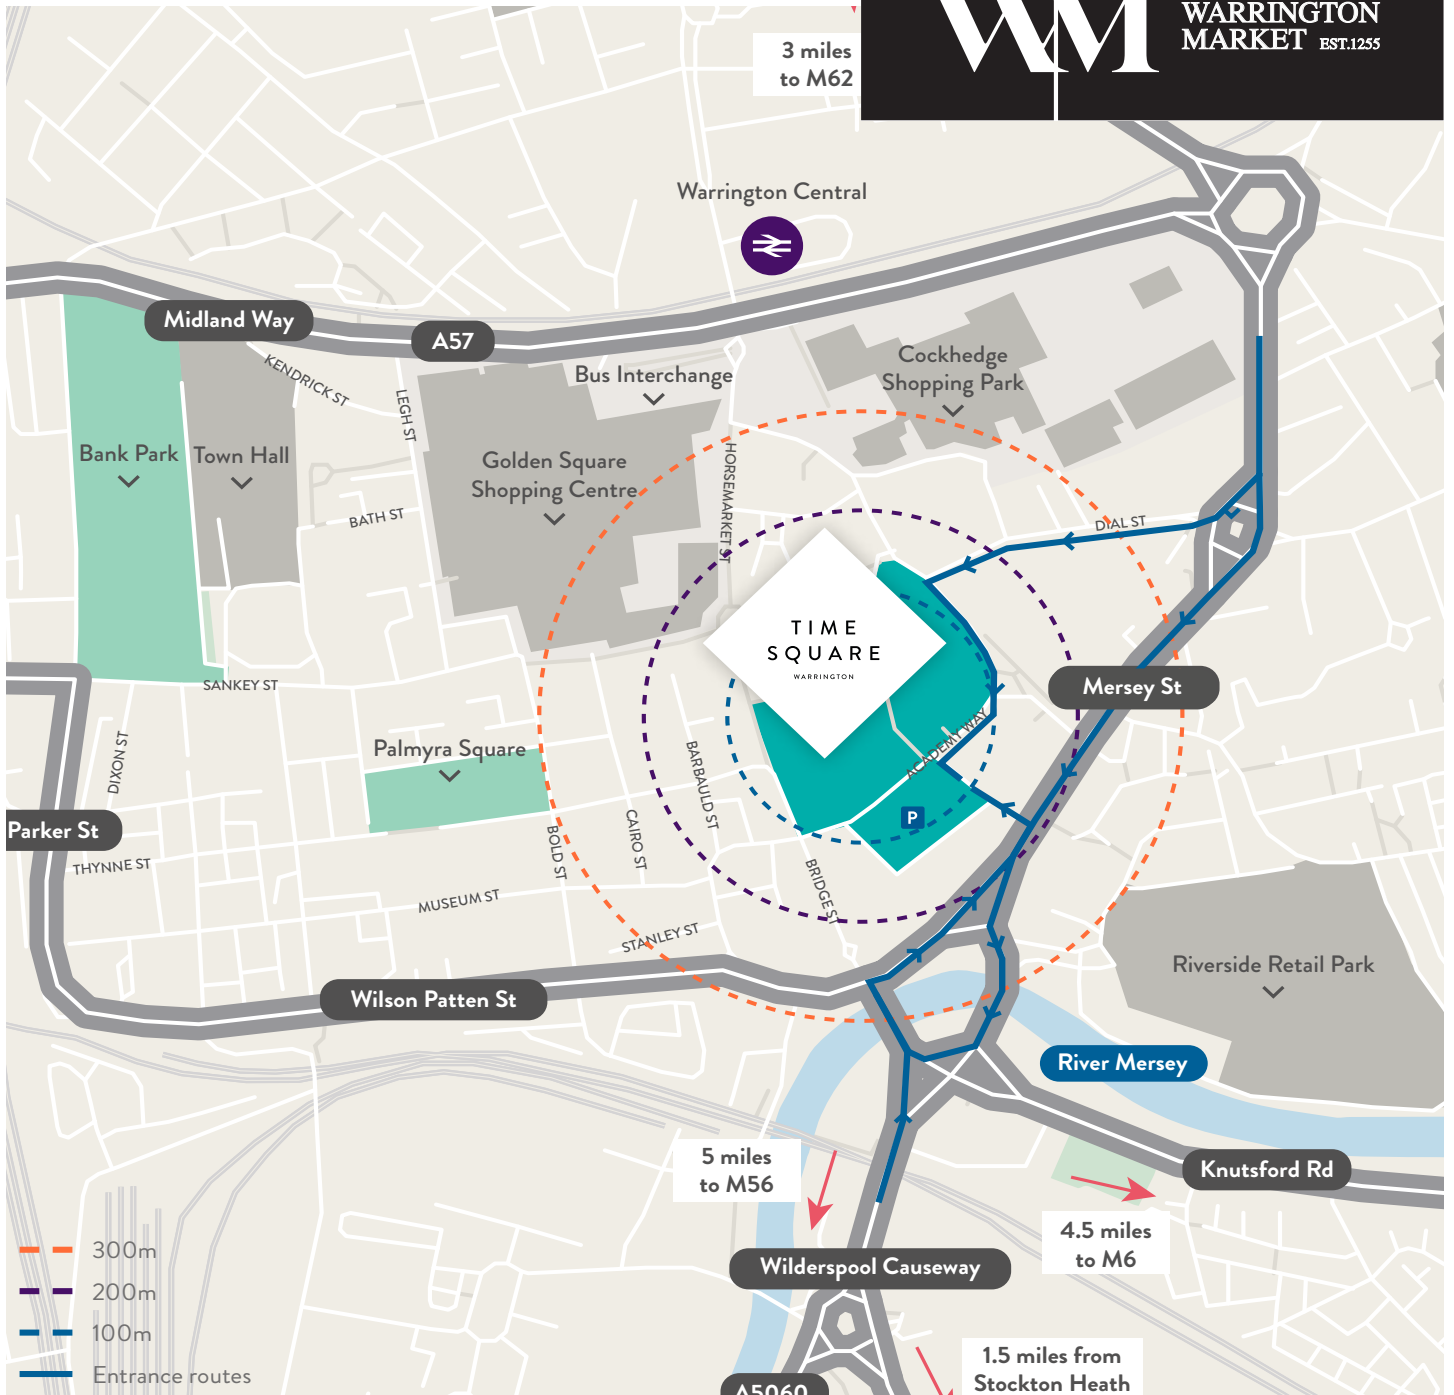 WARRINGTON
MARKET EST.1255
WM
3 miles
to M62
Warrington Central
Midland Way
A57
KENDRICK ST
LEGH ST
Bus Interchange
Cockhedge
Shopping Park
Bank Park
Town Hall
Golden Square
Shopping Centre
HORSEMARKET ST
BATH ST
DIAL ST
TIME
SQUARE
WARRINGTON
SANKEY ST
Mersey St
DIXON ST
Palmyra Square
BARBAULD ST
ACADEMY WAY
P
Parker St
THYNNE ST
BOLD ST
CAIRO ST
MUSEUM ST
BRIDGE ST
STANLEY ST
Riverside Retail Park
Wilson Patten St
River Mersey
5 miles
to M56
Knutsford Rd
4.5 miles
to M6
Wilderspool Causeway
300m
200m
100m
Entrance routes
1.5 miles from
Stockton Heath
A5060